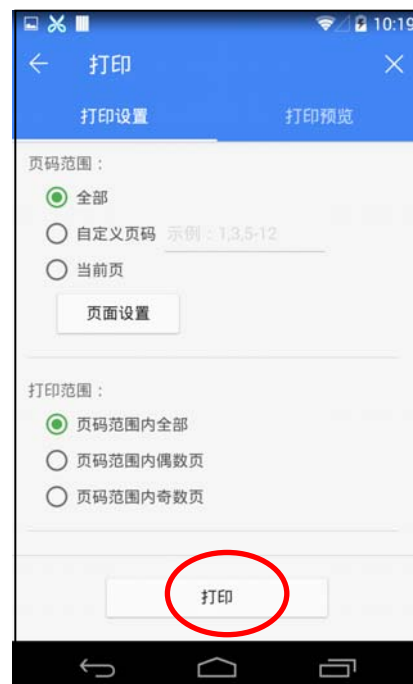 10:19
打印
打印设置 打印预览
页码范围：
全部
自定义页码 示例：1,3,5-12
当前页
页面设置
打印范围：
页码范围内全部
页码范围内偶数页
页码范围内奇数页
打印